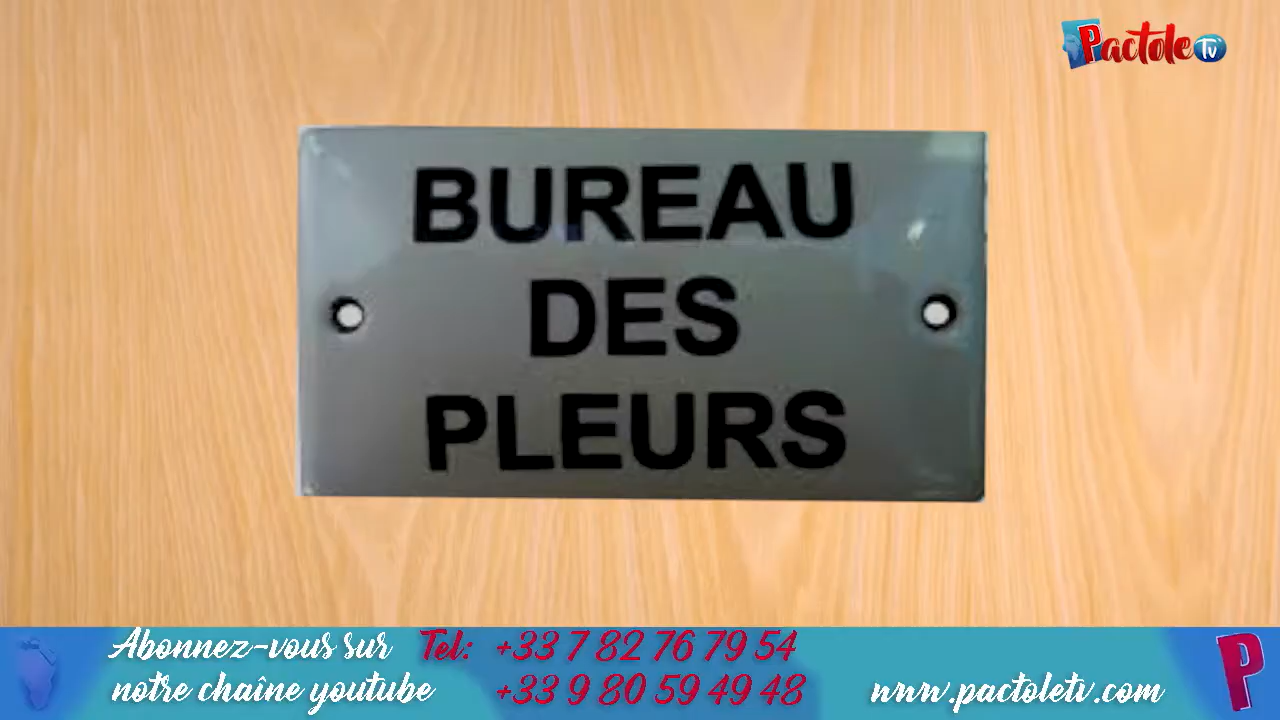 Pactole Tv
BUREAU
DES
PLEURS
Abonnez-vous sur
notre chaîne youtube
Tel: +33 7 82 76 79 54
+33 9 80 59 49 48
www.pactoletv.com
P